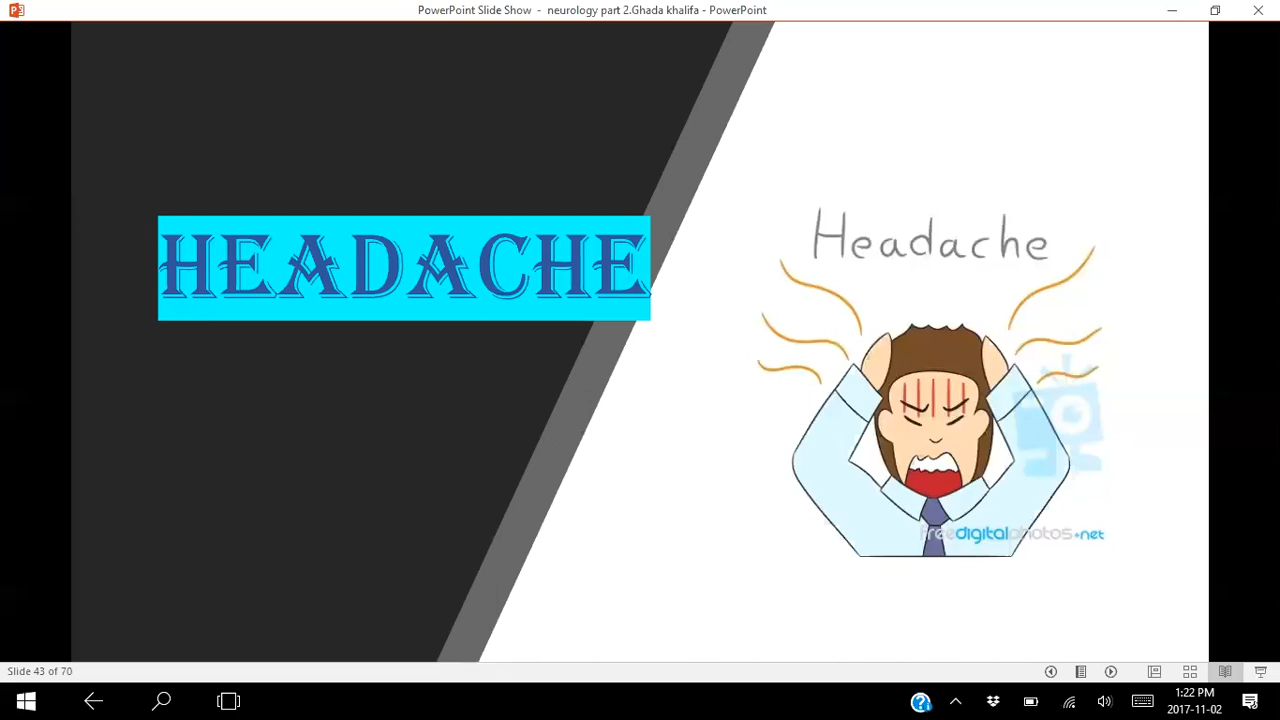 PowerPoint Slide Show - neurology part 2.Ghada khalifa - PowerPoint
HEADACHE
Headache
freedigitalphotos.net
Slide 43 of 70
1:22 PM
2017-11-02